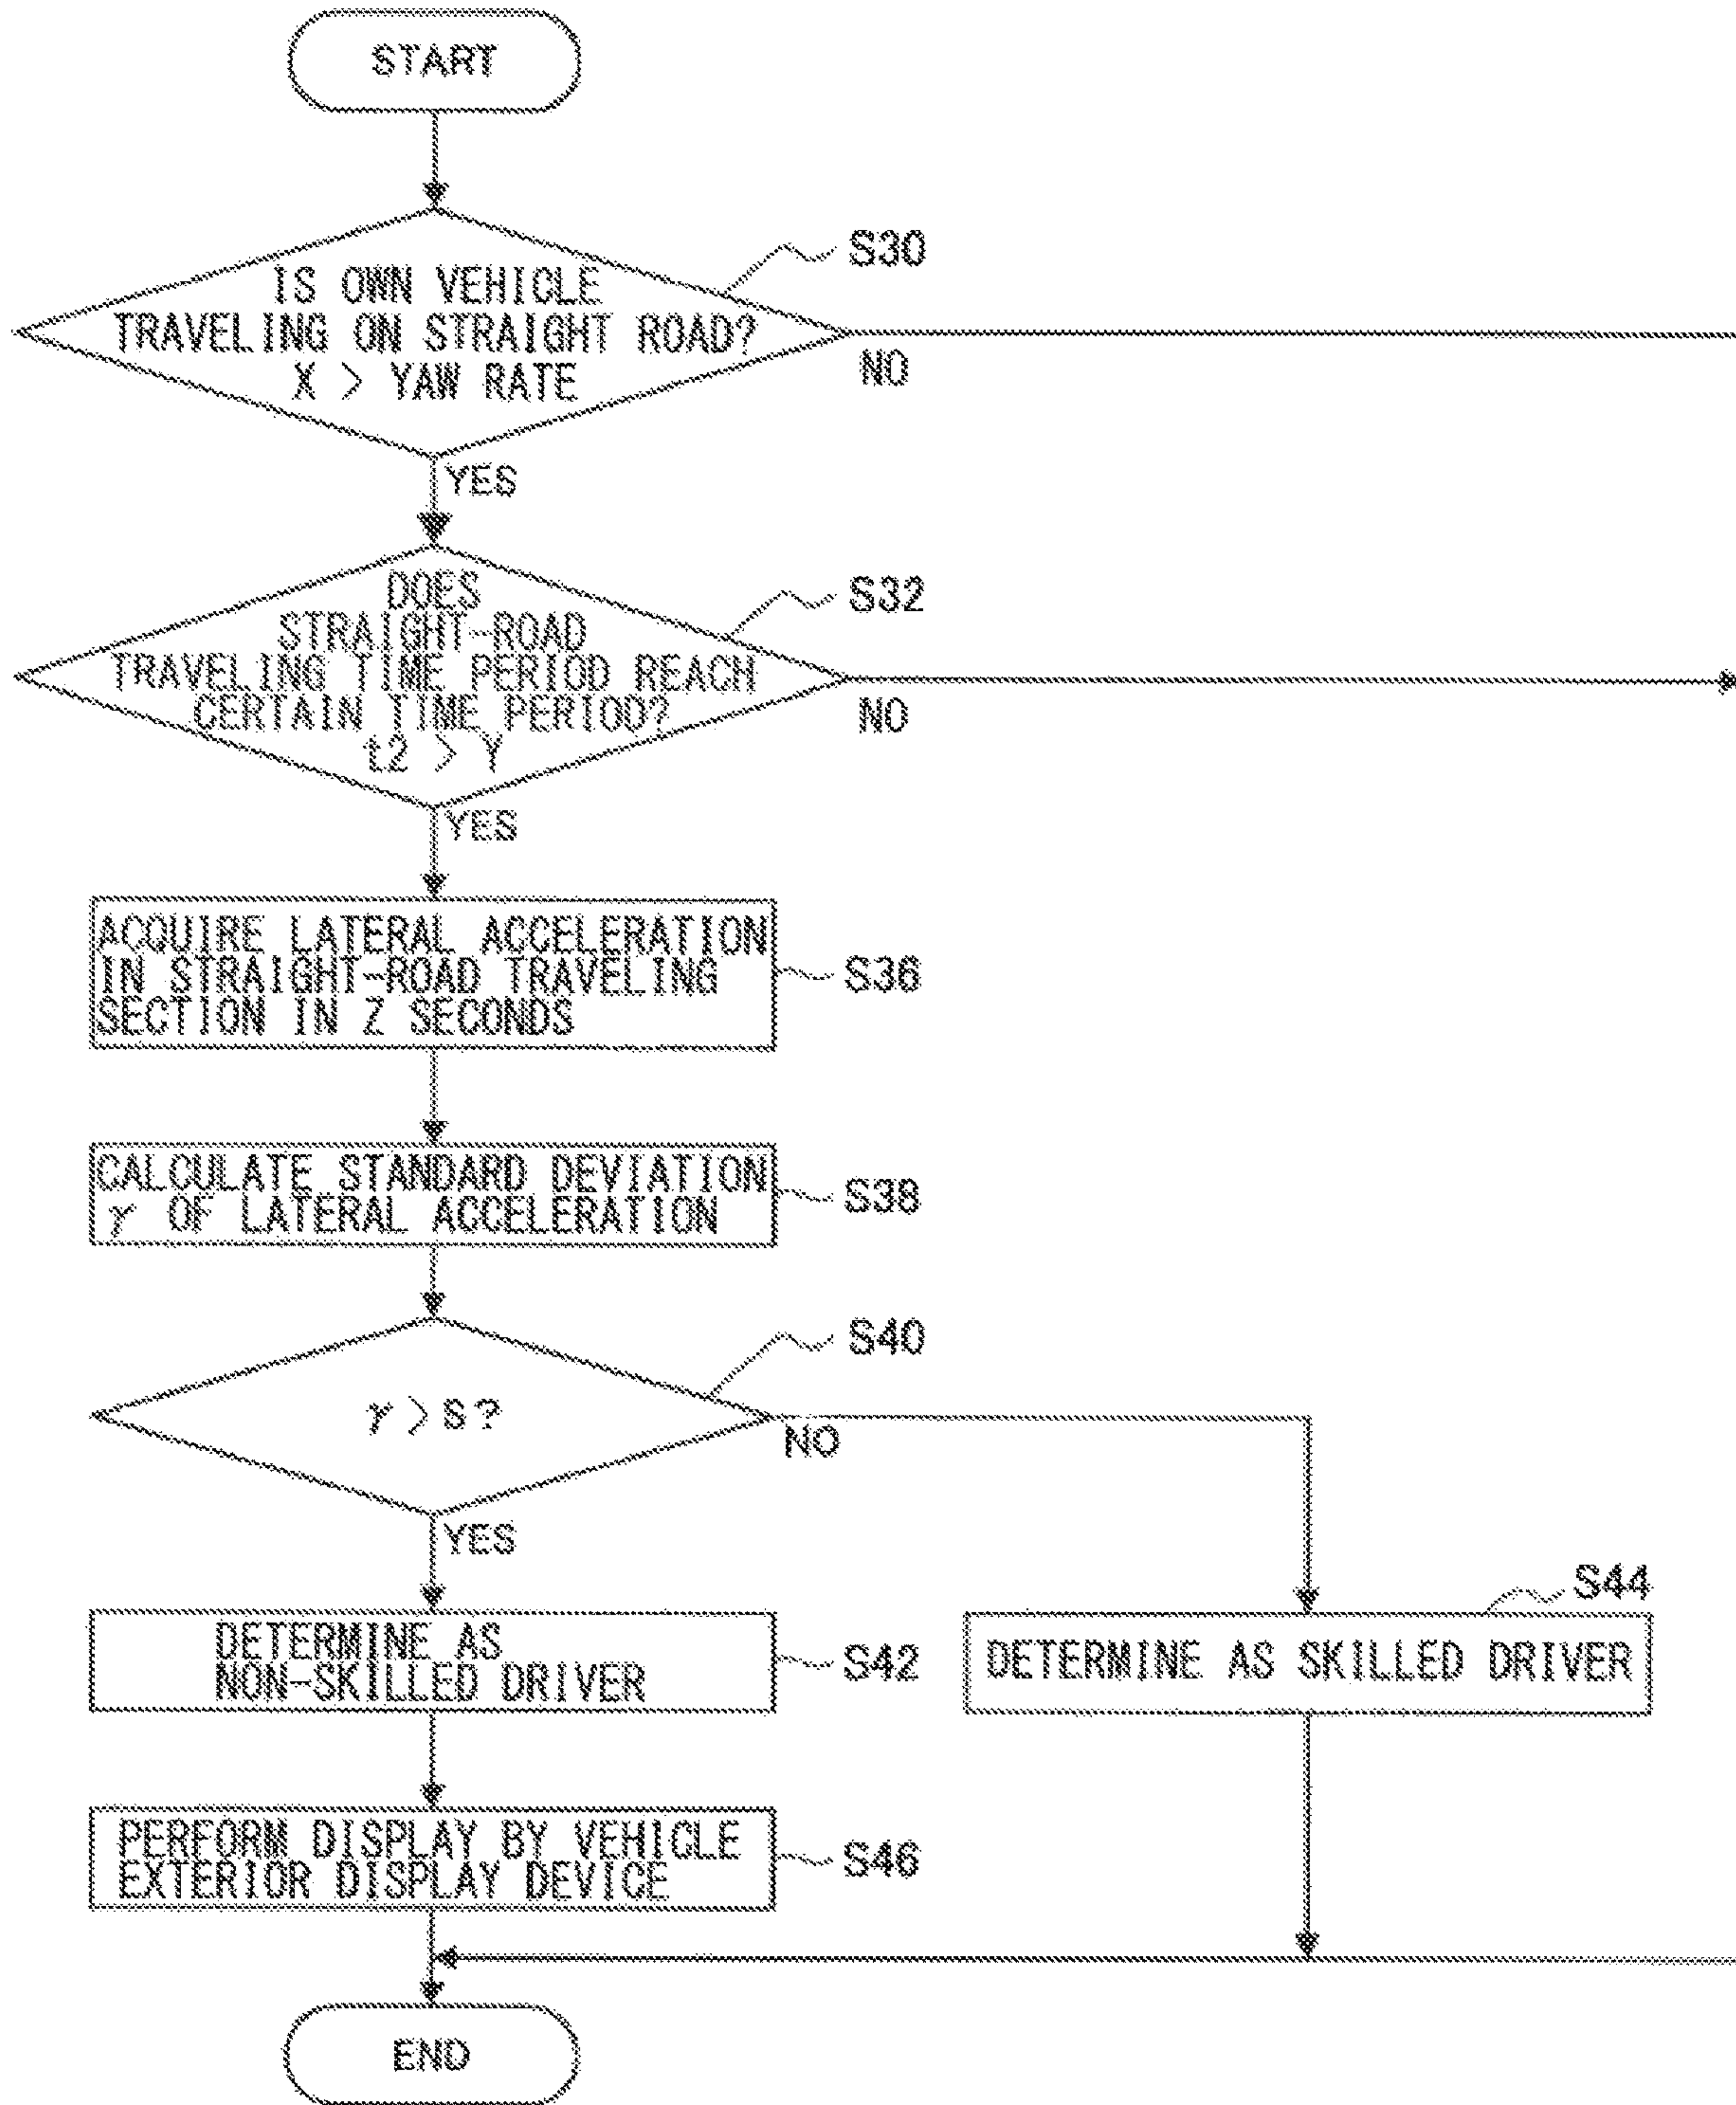 START
S30
IS OWN VEHICLE
TRAVELING ON STRAIGHT ROAD?
X > YAW RATE
NO
YES
S32
DOES
STRAIGHT-ROAD
TRAVELING TIME PERIOD REACH
CERTAIN TIME PERIOD?
t2 > Y
NO
YES
ACQUIRE LATERAL ACCELERATION
IN STRAIGHT-ROAD TRAVELING
SECTION IN Z SECONDS
S36
CALCULATE STANDARD DEVIATION
γ OF LATERAL ACCELERATION
S38
S40
γ > S?
NO
YES
DETERMINE AS
NON-SKILLED DRIVER
S42
S44
DETERMINE AS SKILLED DRIVER
PERFORM DISPLAY BY VEHICLE
EXTERIOR DISPLAY DEVICE
S46
END